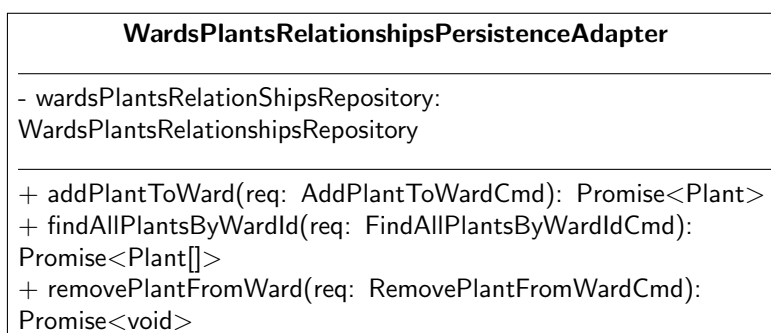 WardsPlantsRelationshipsPersistenceAdapter
- wardsPlantsRelationShipsRepository:
WardsPlantsRelationshipsRepository
+ addPlantToWard(req: AddPlantToWardCmd): Promise<Plant>
+ findAllPlantsByWardId(req: FindAllPlantsByWardIdCmd):
Promise<Plant[]>
+ removePlantFromWard(req: RemovePlantFromWardCmd):
Promise<void>